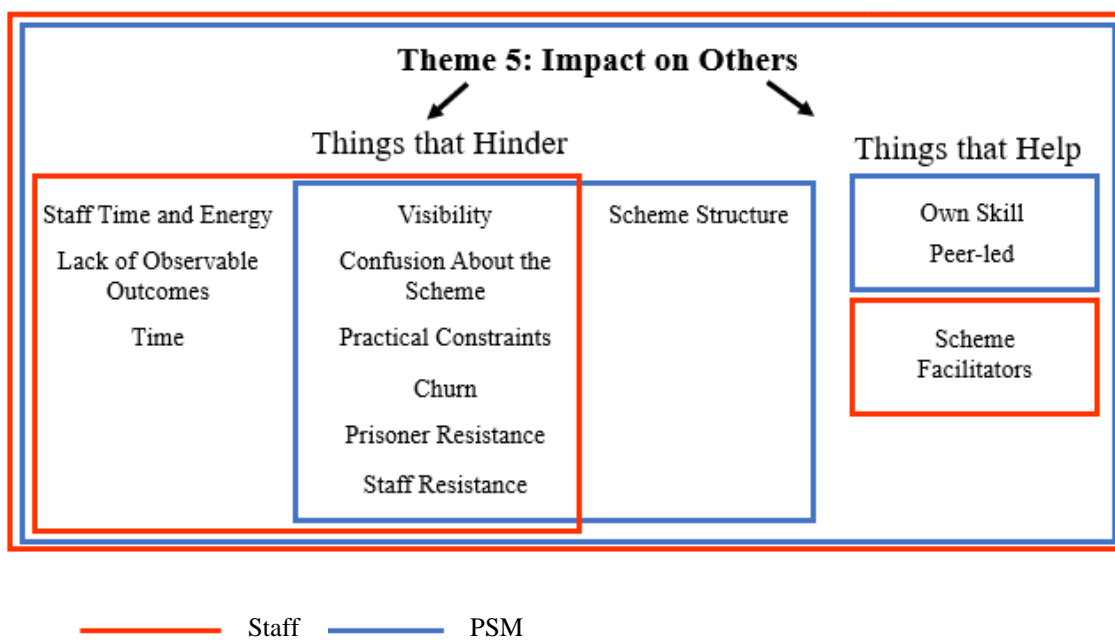 Theme 5: Impact on Others
Things that Hinder
Things that Help
Staff Time and Energy
Lack of Observable
Outcomes
Time
Visibility
Confusion About the
Scheme
Practical Constraints
Churn
Prisoner Resistance
Staff Resistance
Scheme Structure
Own Skill
Peer-led
Scheme
Facilitators
Staff
PSM